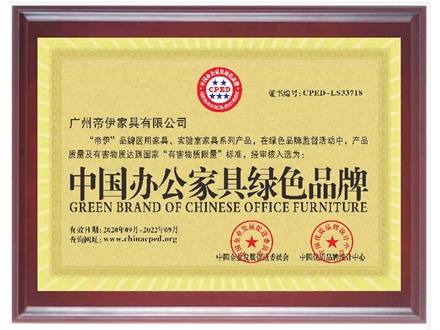 CPED
证书编号: CPED-LS33718
广州帝伊家具有限公司
“帝伊”品牌医用家具、实验室家具系列产品，在绿色品牌监督活动中，产品
质量及有害物质达到国家“有害物质限量”标准，经审核入选为：
中国办公家具绿色品牌
GREEN BRAND OF CHINESE OFFICE FURNITURE
有效日期: 2020年09月-2022年09月
查询网址: www.chinacped.org
中国企业发展促进委员会
中国优质品牌统计中心